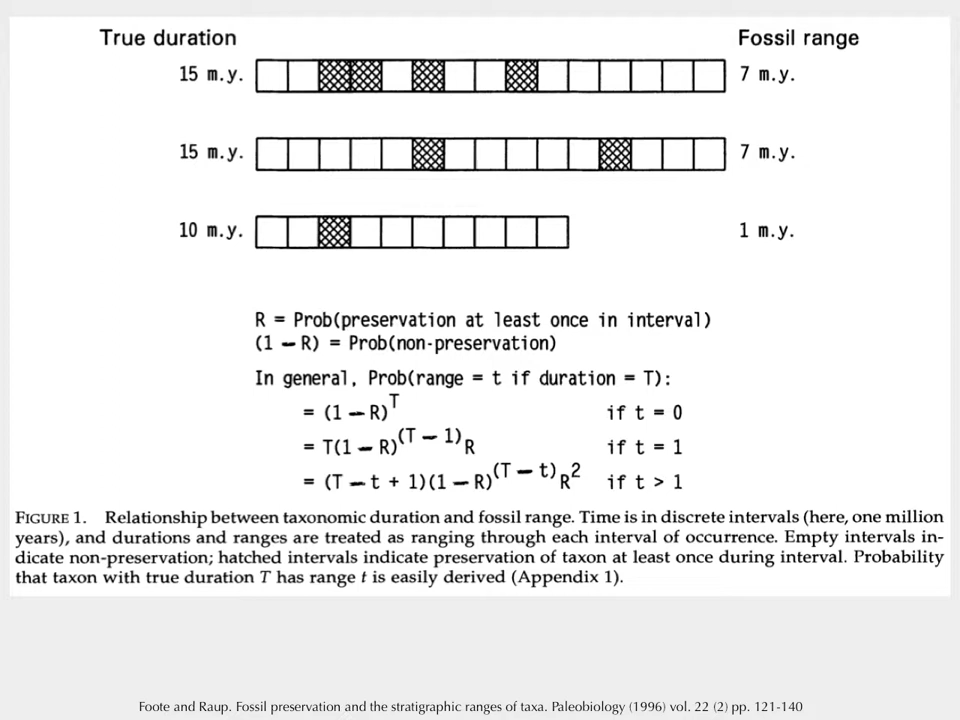 True duration Fossil range
15 m.y. 7 m.y.
15 m.y. 7 m.y.
10 m.y. 1 m.y.
R = Prob(preservation at least once in interval)
(1 – R) = Prob(non-preservation)
In general, Prob(range = t if duration = T):
= (1 – R)^T if t = 0
= T(1 – R)^(T – 1) R if t = 1
= (T – t + 1)(1 – R)^(T – t) R^2 if t > 1
FIGURE 1. Relationship between taxonomic duration and fossil range. Time is in discrete intervals (here, one million
years), and durations and ranges are treated as ranging through each interval of occurrence. Empty intervals in-
dicate non-preservation; hatched intervals indicate preservation of taxon at least once during interval. Probability
that taxon with true duration T has range t is easily derived (Appendix 1).
Foote and Raup. Fossil preservation and the stratigraphic ranges of taxa. Paleobiology (1996) vol. 22 (2) pp. 121-140